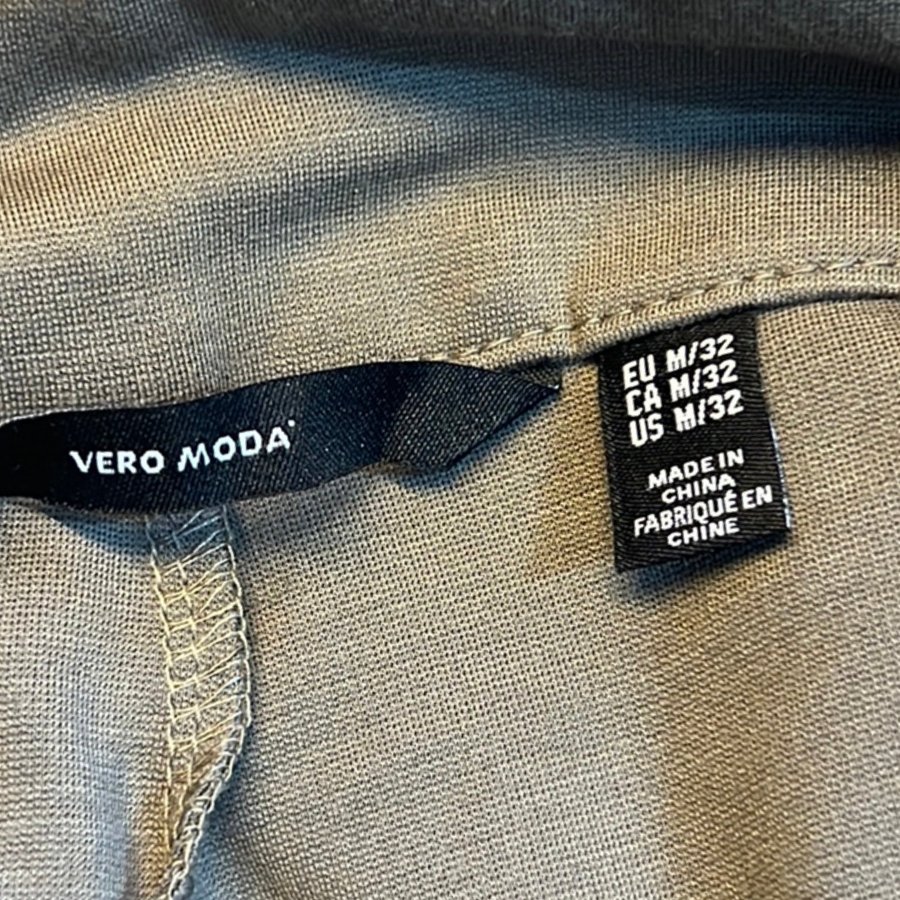 VERO MODA
EU M/32
CA M/32
US M/32
MADE IN
CHINA
FABRIQUÉ EN
CHINE